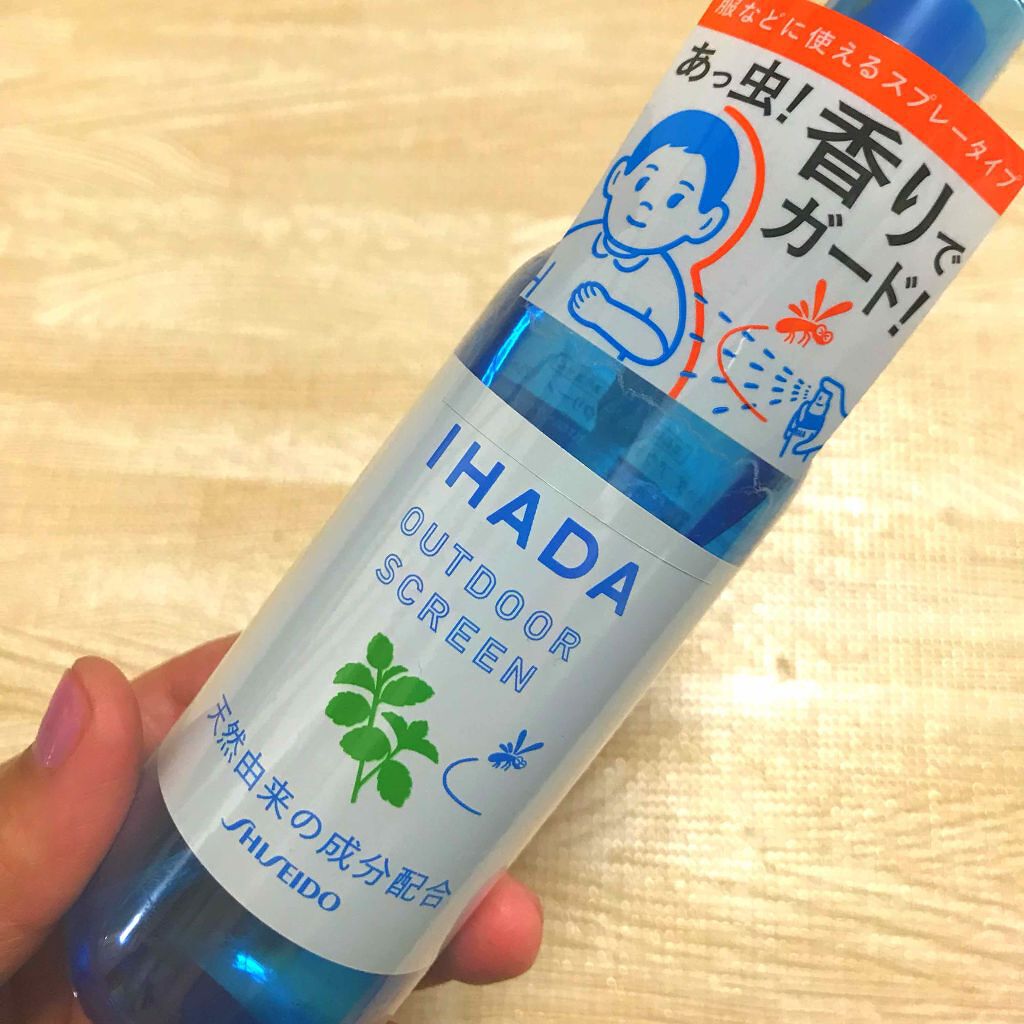 服などに使えるスプレータイプ
あっ虫!
香りで
ガード!
IHADA
OUTDOOR
SCREEN
天然由来の成分配合
SHISEIDO